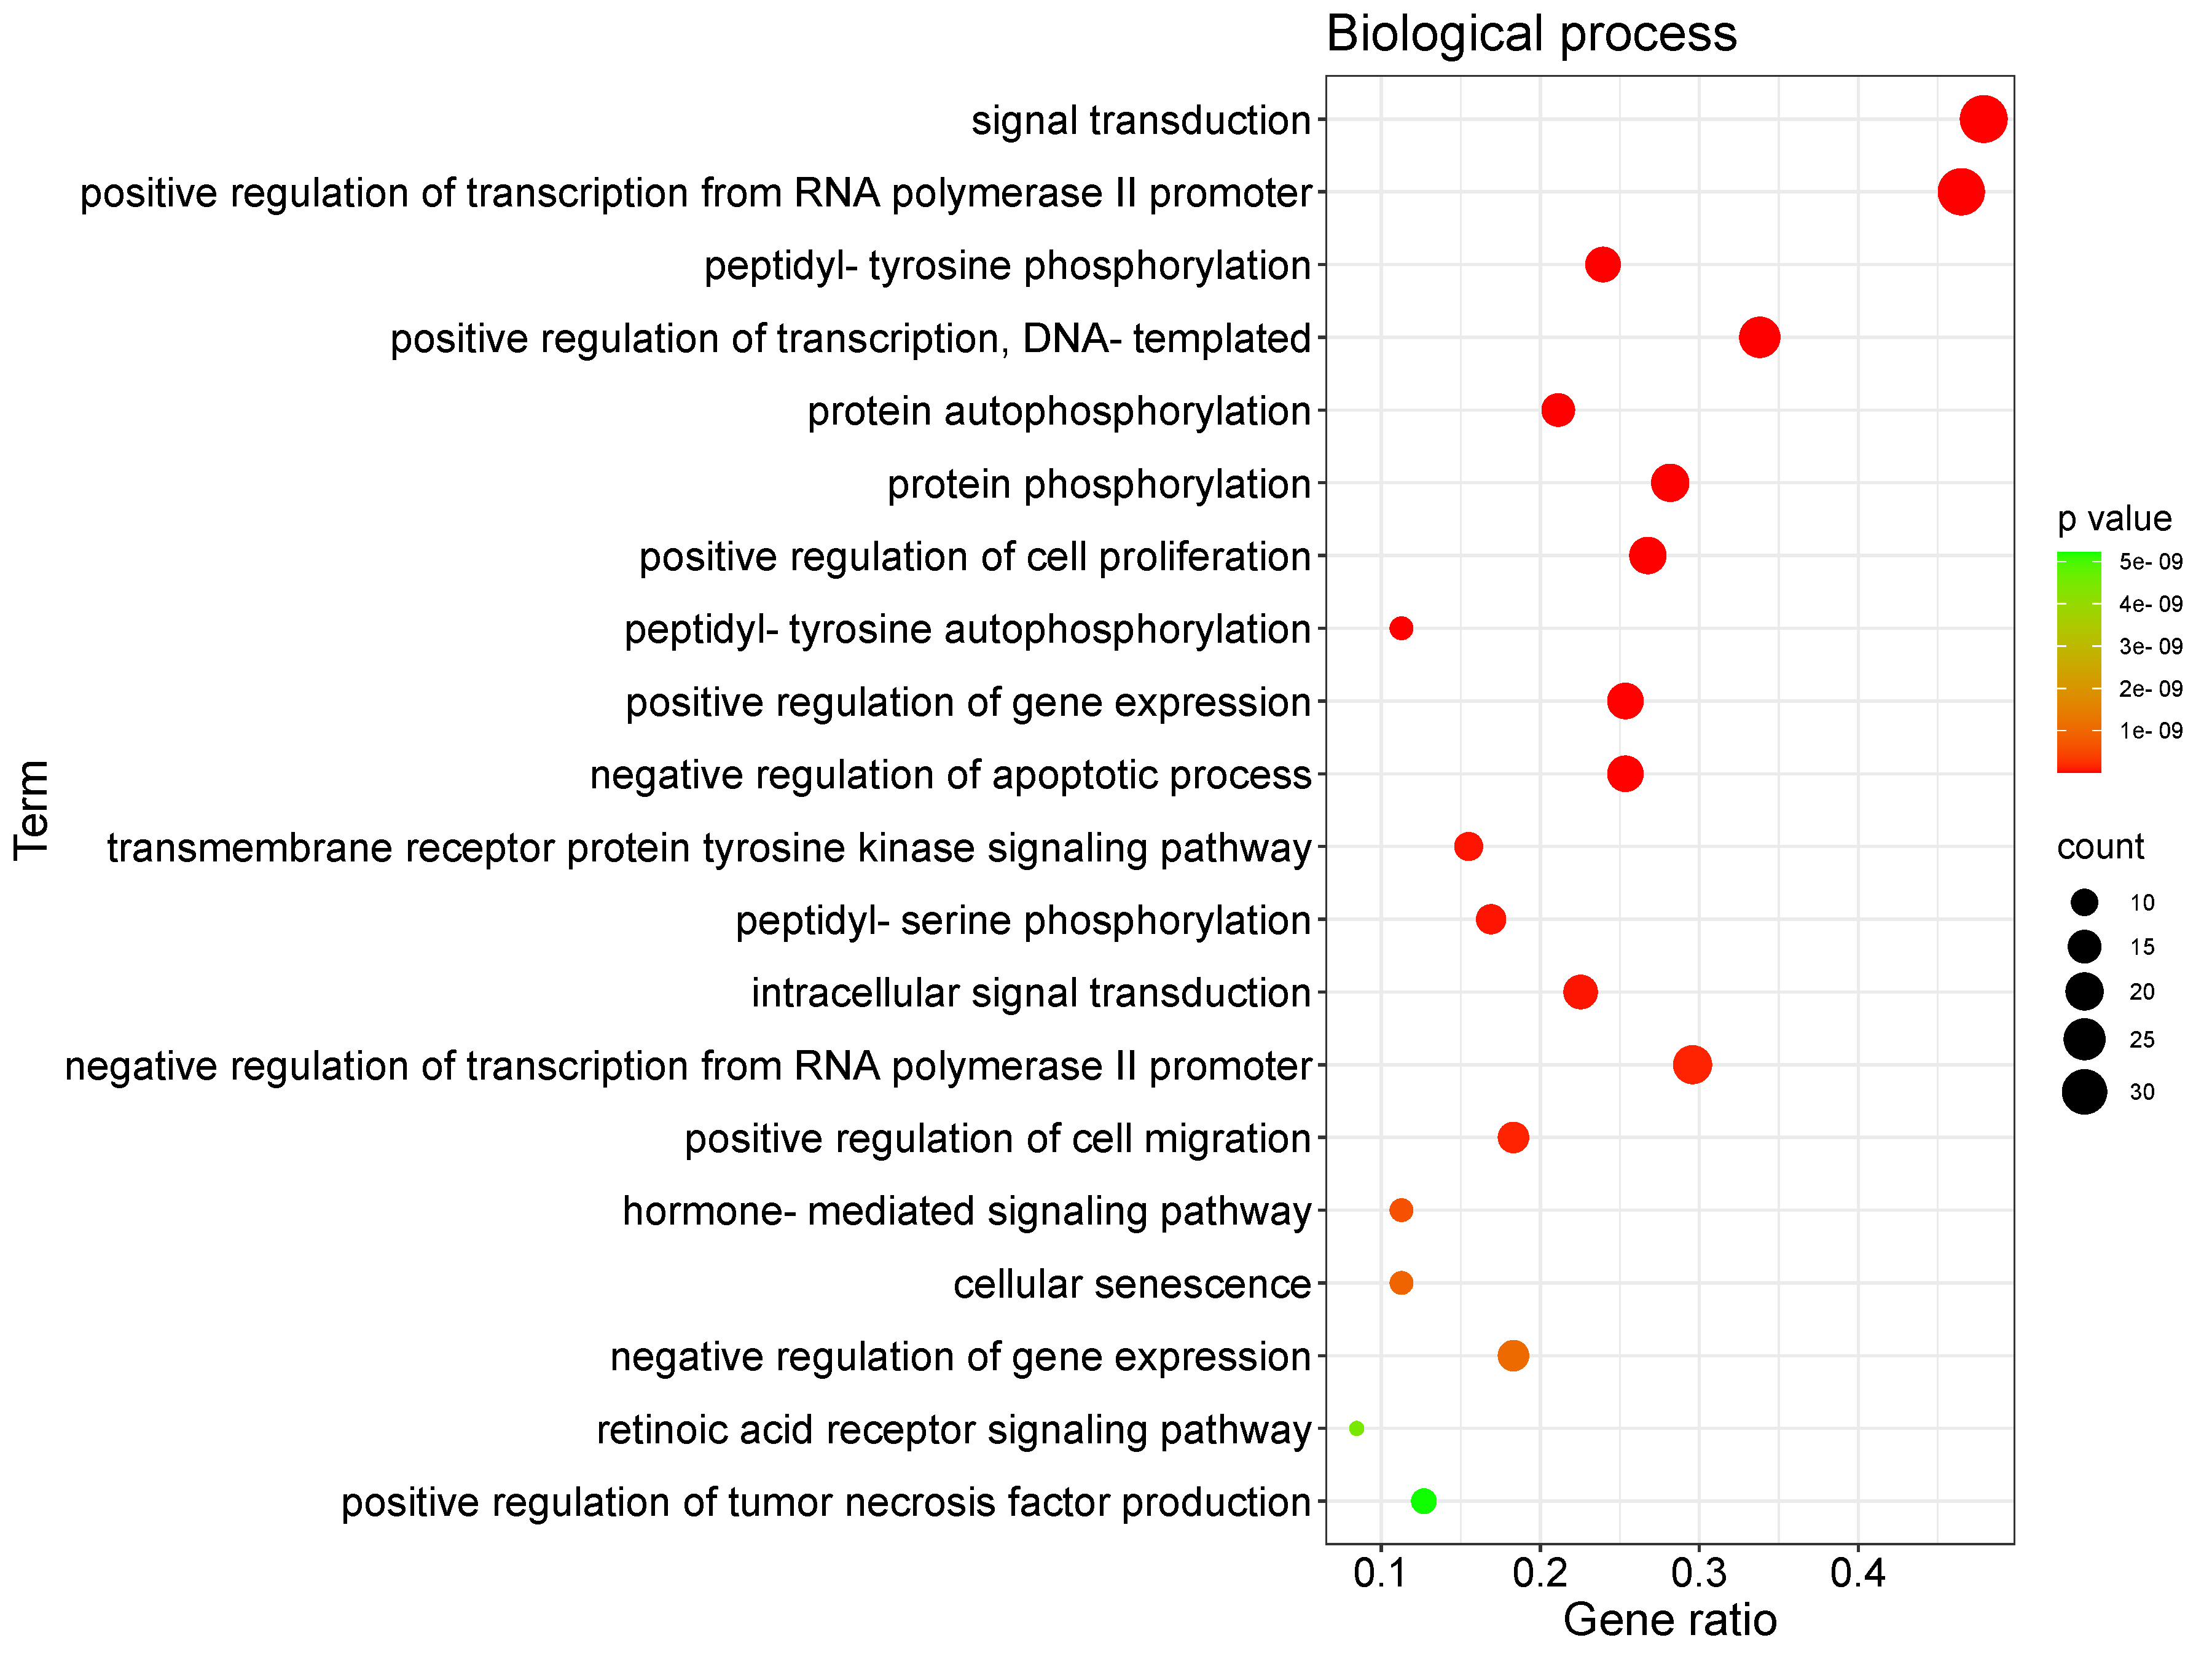 Biological process
signal transduction
positive regulation of transcription from RNA polymerase II promoter
peptidyl- tyrosine phosphorylation
positive regulation of transcription, DNA- templated
protein autophosphorylation
protein phosphorylation
positive regulation of cell proliferation
peptidyl- tyrosine autophosphorylation
positive regulation of gene expression
negative regulation of apoptotic process
transmembrane receptor protein tyrosine kinase signaling pathway
peptidyl- serine phosphorylation
intracellular signal transduction
negative regulation of transcription from RNA polymerase II promoter
positive regulation of cell migration
hormone- mediated signaling pathway
cellular senescence
negative regulation of gene expression
retinoic acid receptor signaling pathway
positive regulation of tumor necrosis factor production
Term
0.1 0.2 0.3 0.4
Gene ratio
p value
5e- 09
4e- 09
3e- 09
2e- 09
1e- 09
count
10
15
20
25
30